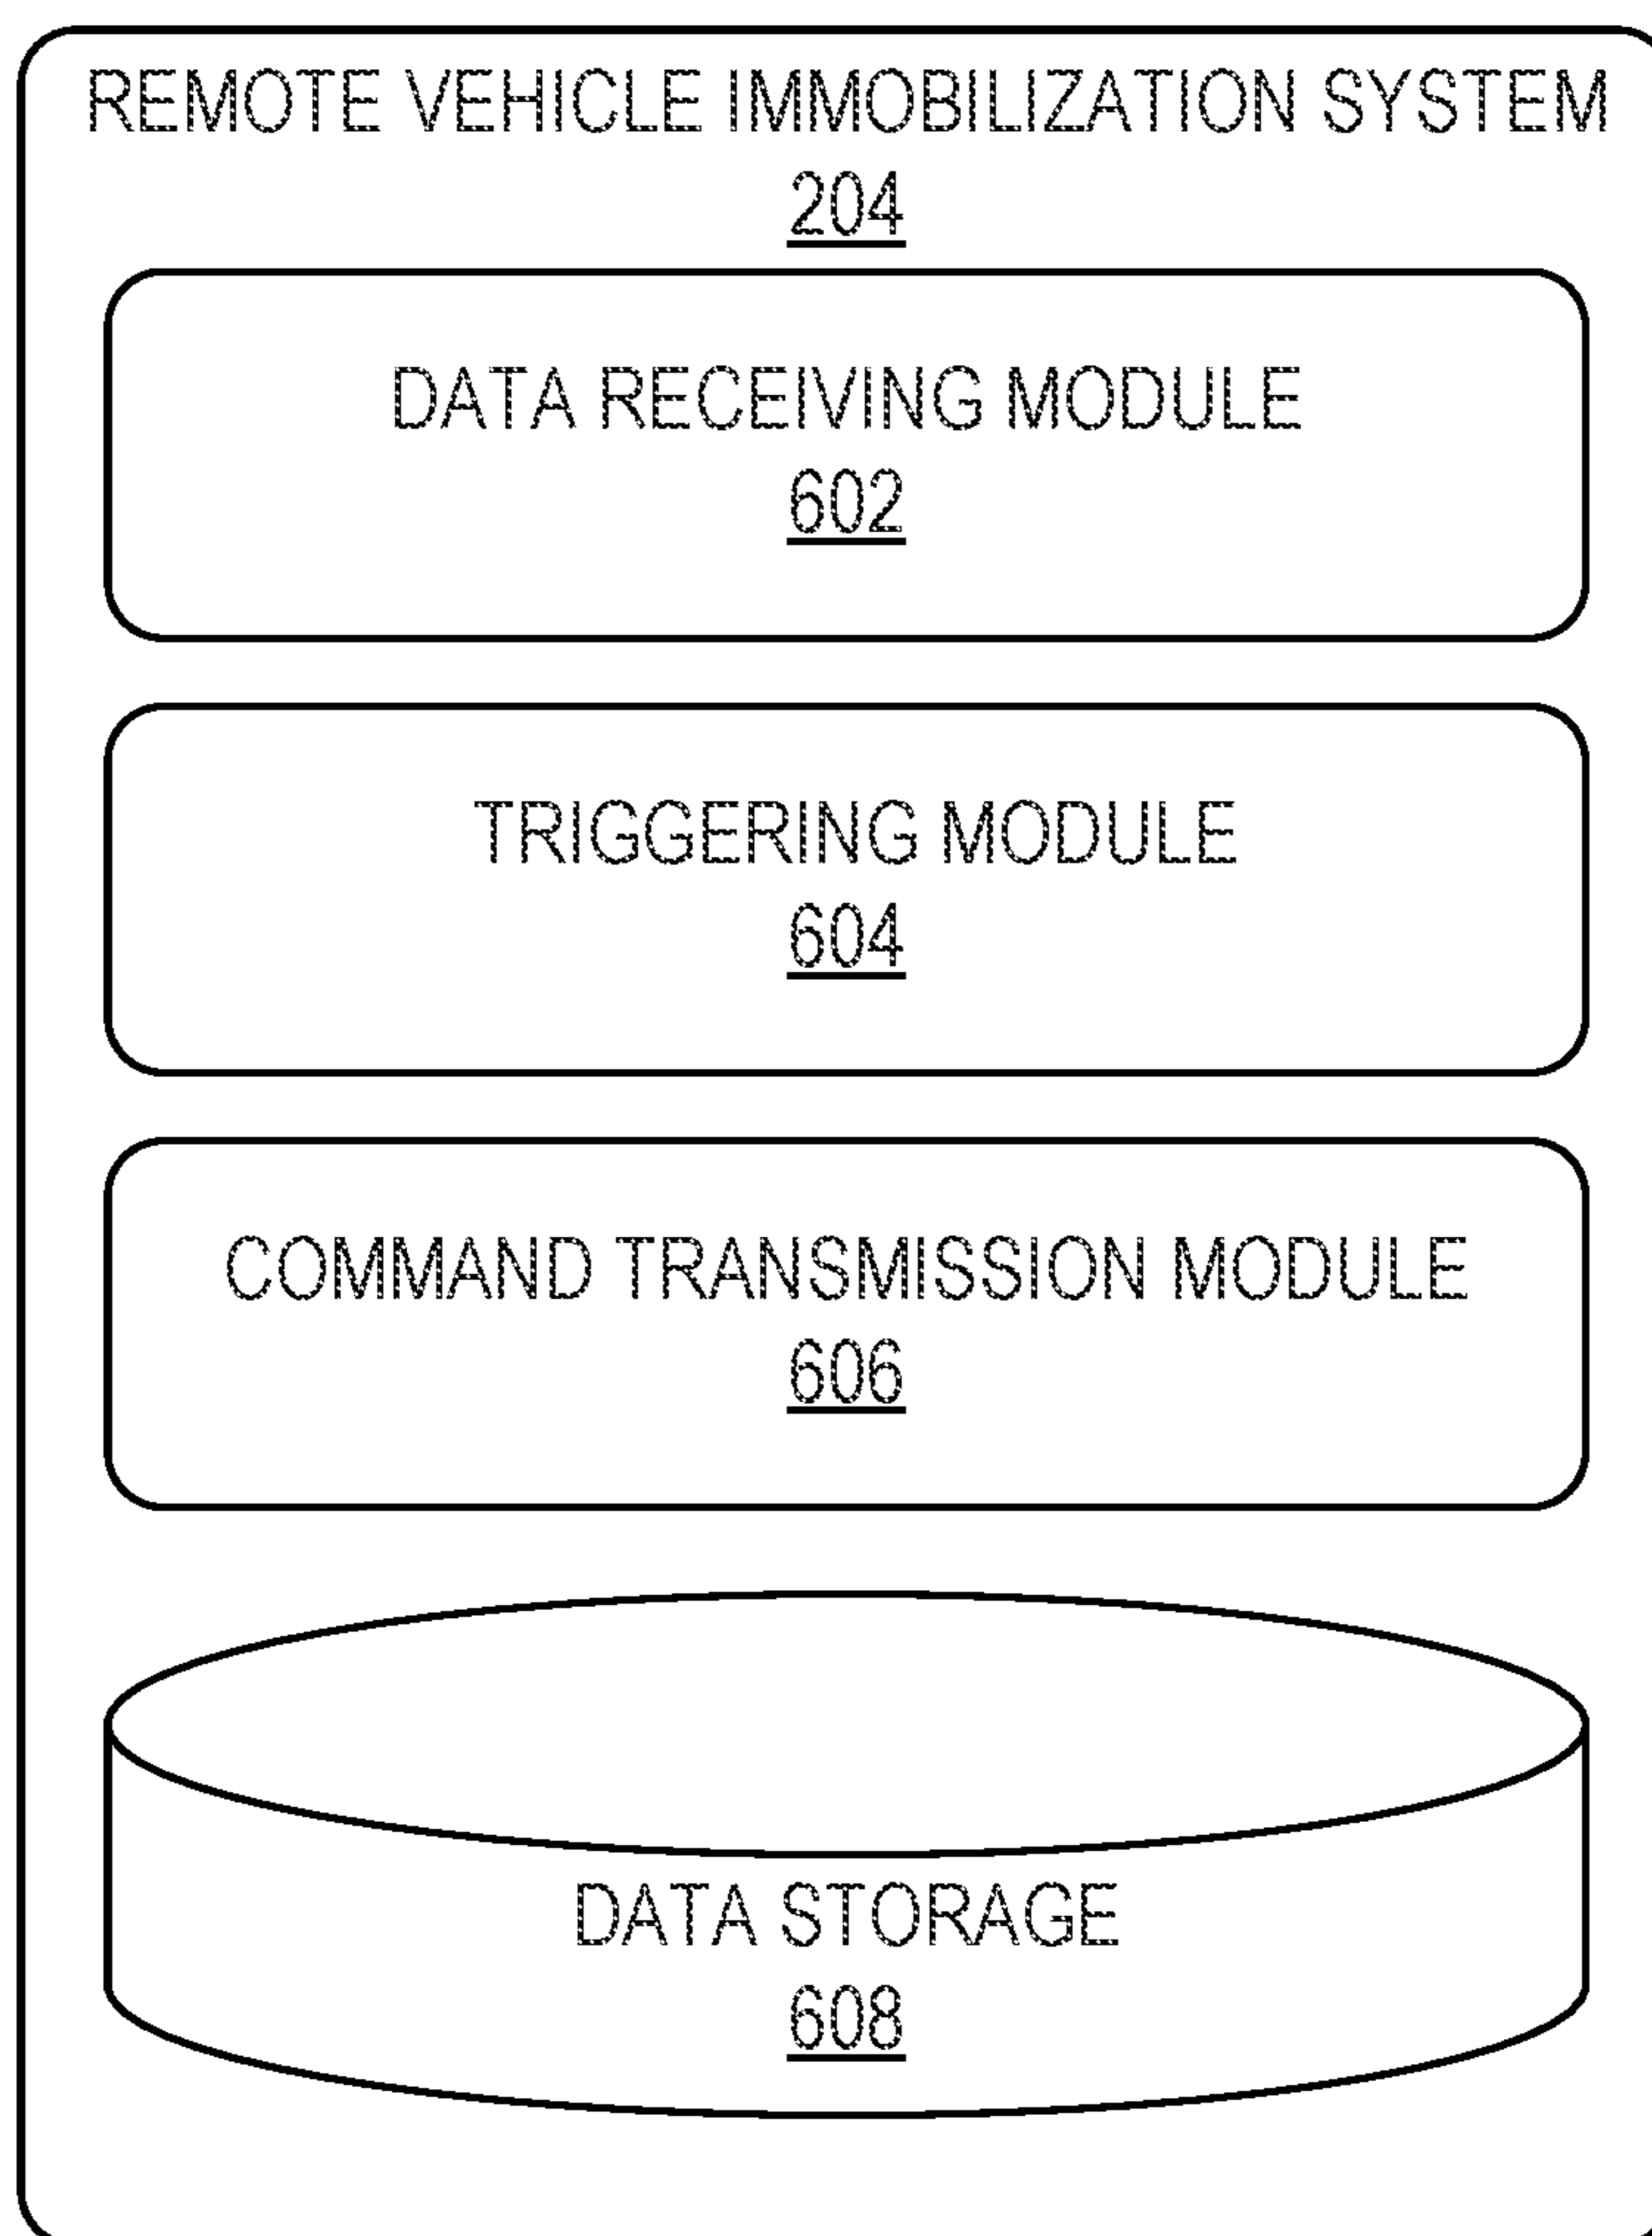 REMOTE VEHICLE IMMOBILIZATION SYSTEM
204
DATA RECEIVING MODULE
602
TRIGGERING MODULE
604
COMMAND TRANSMISSION MODULE
606
DATA STORAGE
608